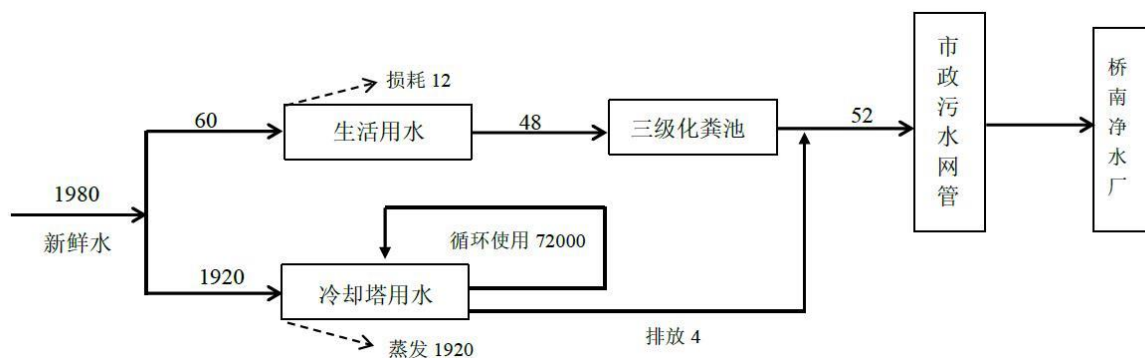 损耗 12
60
生活用水
48
三级化粪池
52
市政污水网管
桥南净水厂
1980
新鲜水
循环使用 72000
1920
冷却塔用水
排放 4
蒸发 1920